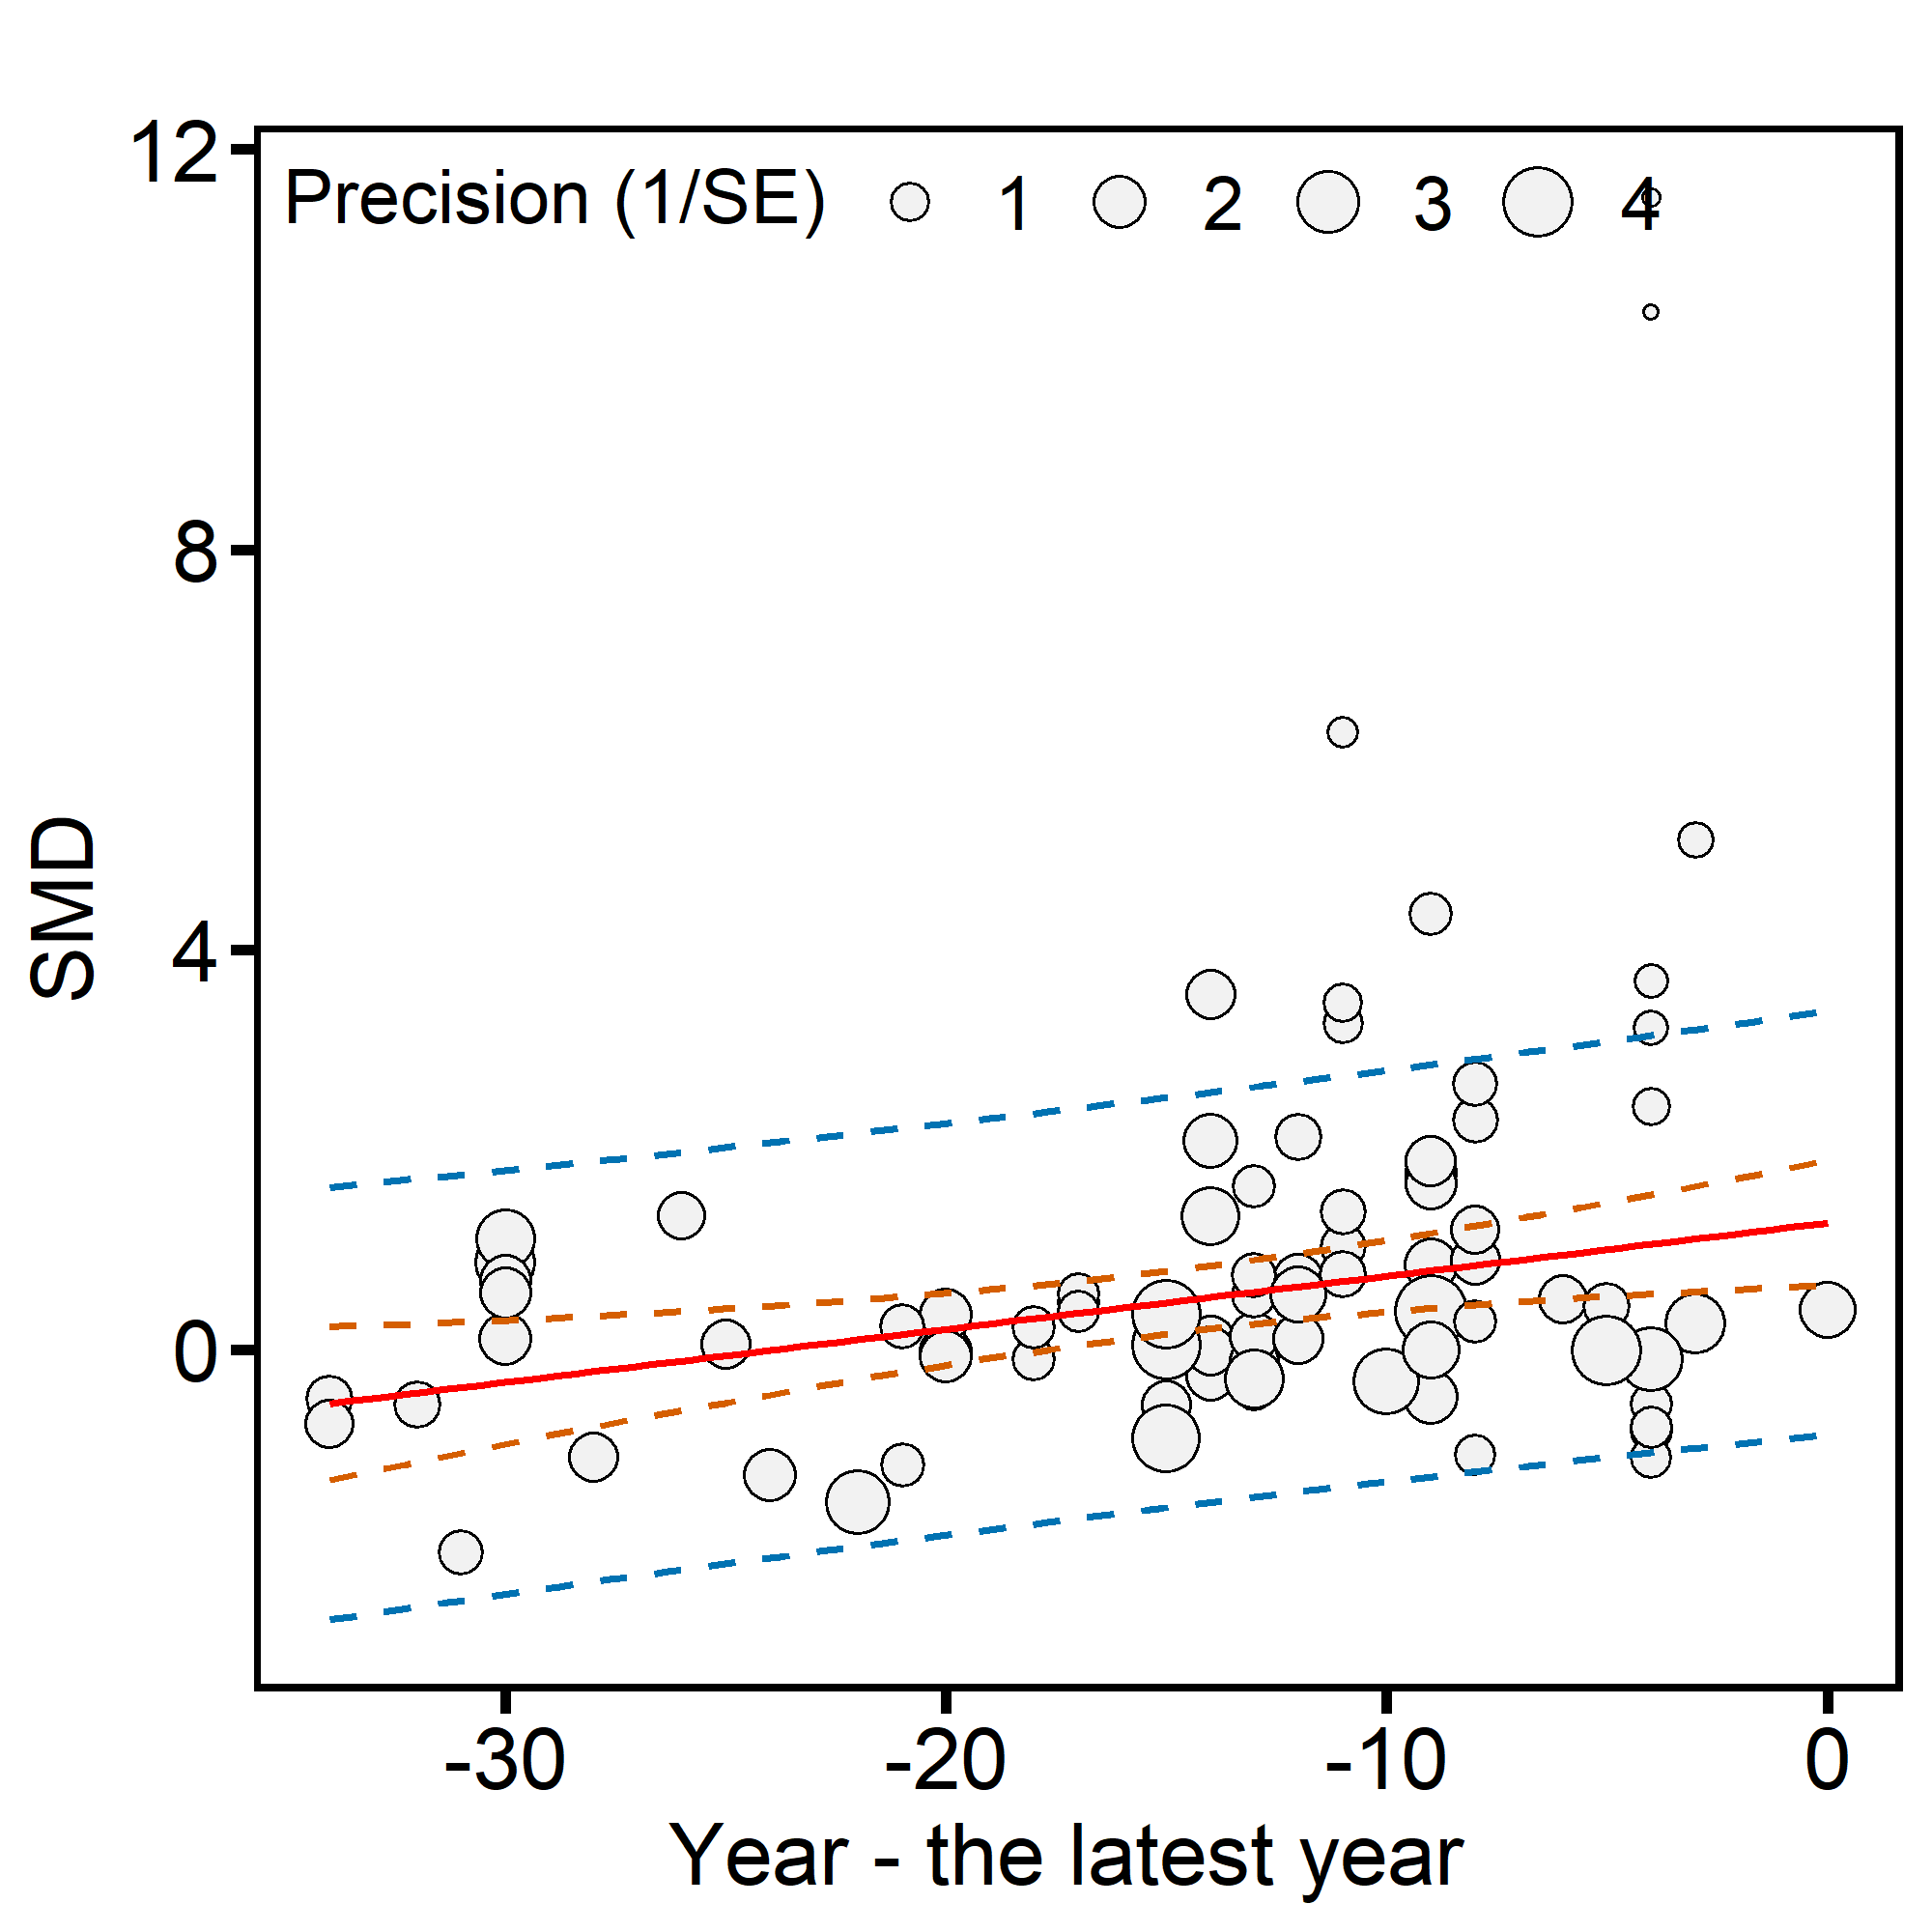 12
Precision (1/SE) 1 2 3 4
8
4
0
SMD
-30 -20 -10 0
Year - the latest year